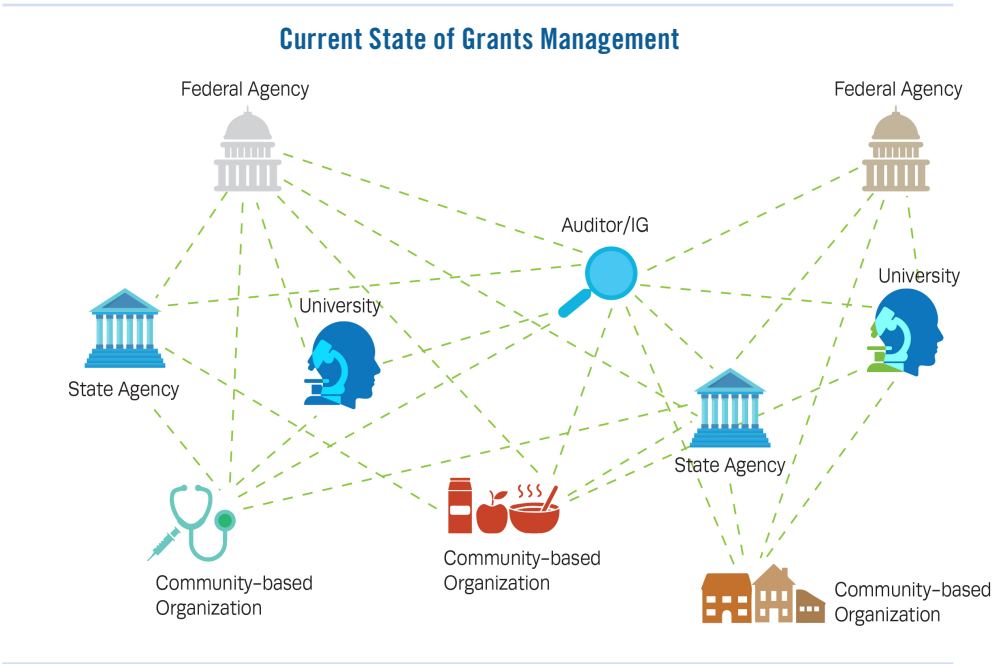 Current State of Grants Management
Federal Agency
Federal Agency
Auditor/IG
University
University
State Agency
State Agency
Community-based
Organization
Community-based
Organization
Community-based
Organization